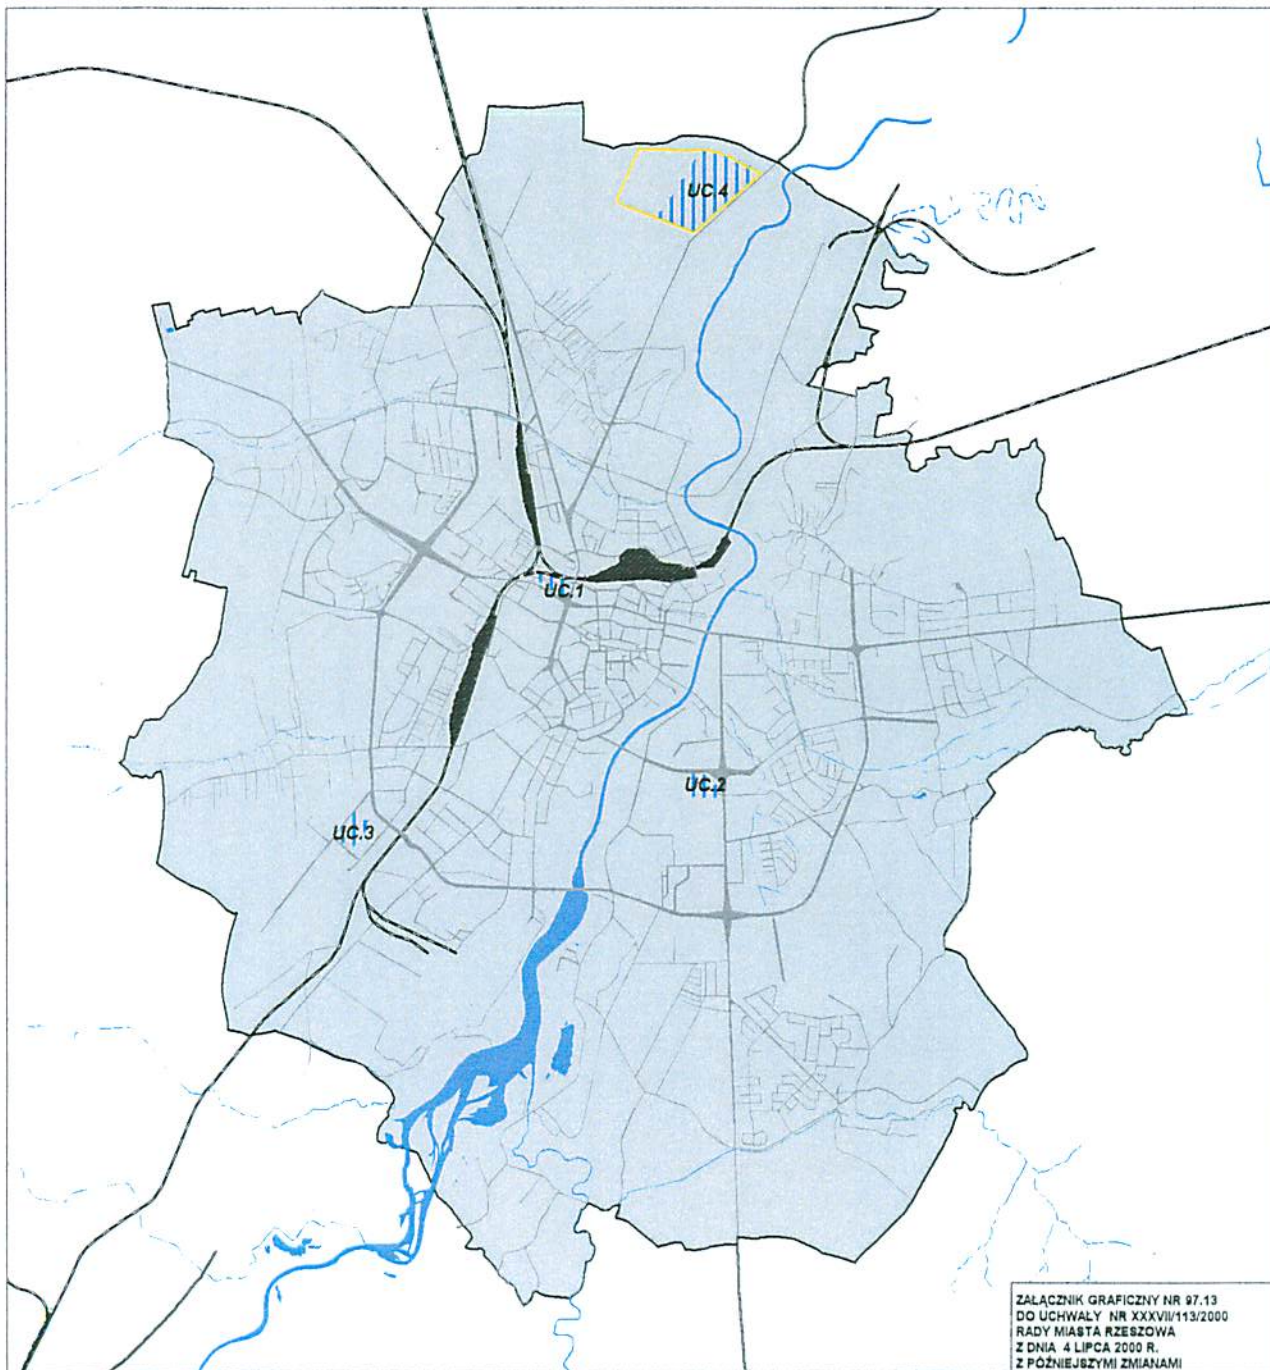 UC.4
UC.1
UC.2
UC.3
ZAŁĄCZNIK GRAFICZNY NR 97.13
DO UCHWAŁY NR XXXVII/113/2000
RADY MIASTA RZESZOWA
Z DNIA 4 LIPCA 2000 R.
Z PÓŹNIEJSZYMI ZMIANAMI